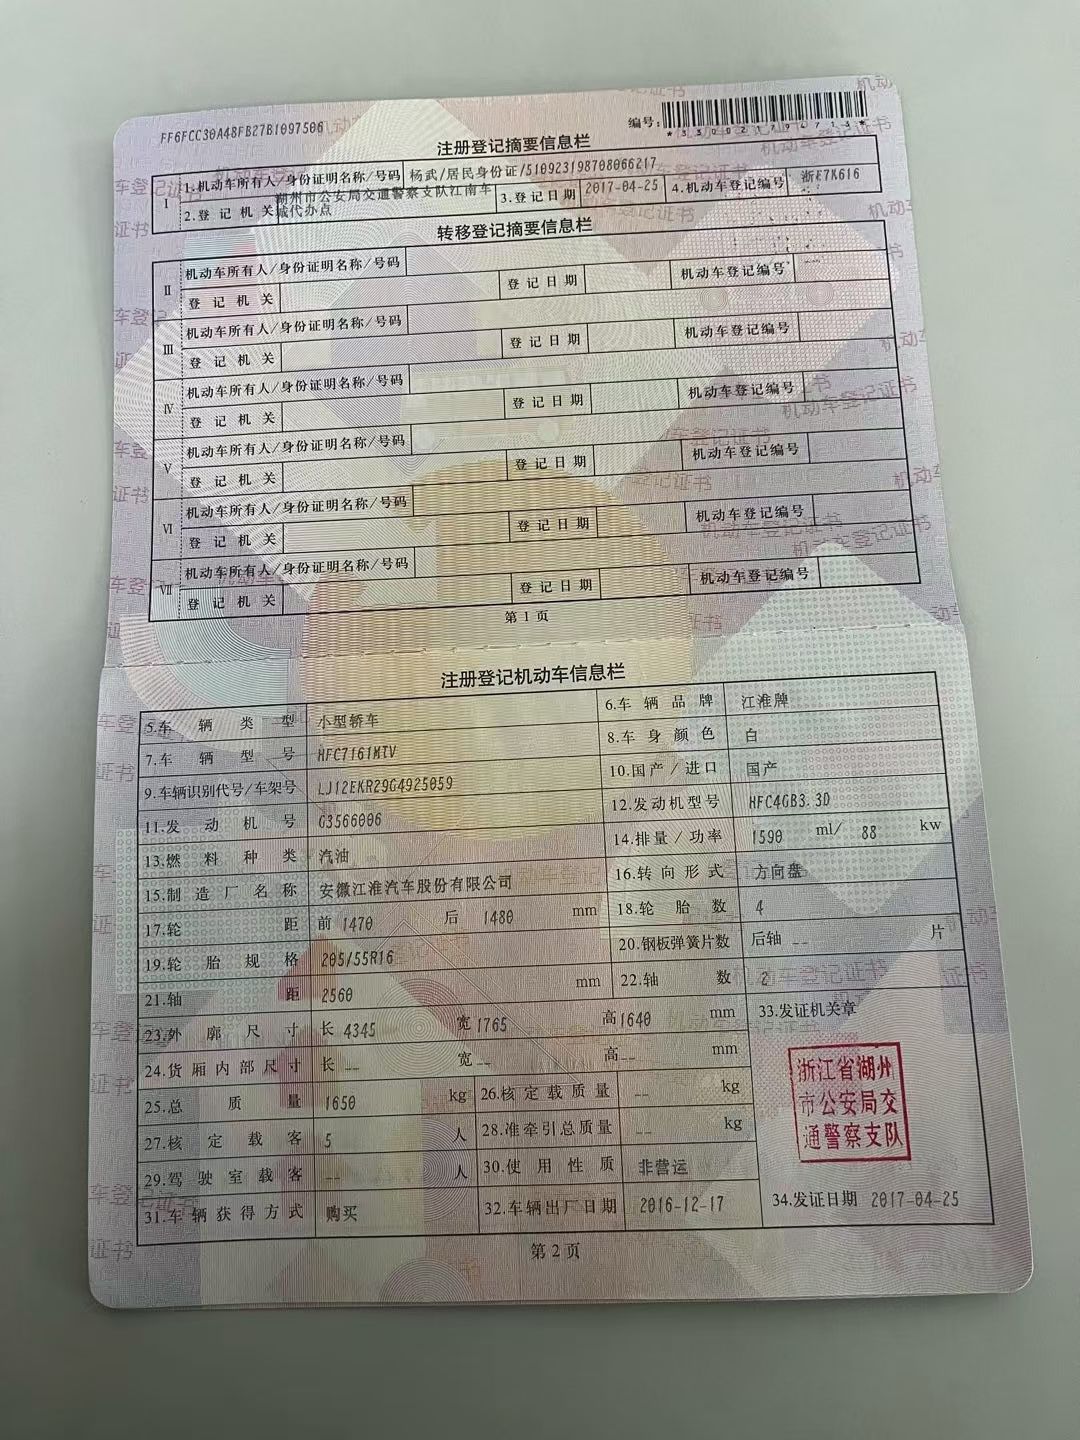 FF6FCC30A48FB27B1097506
编号:
*330021794713*
注册登记摘要信息栏
I
1.机动车所有人/身份证明名称/号码 杨武/居民身份证/510923198708066217
2.登记机关 湖州市公安局交通警察支队江南车城代办点 3.登记日期 2017-04-25 4.机动车登记编号 浙E7K616
转移登记摘要信息栏
II 机动车所有人/身份证明名称/号码
登记机关 登记日期 机动车登记编号
III 机动车所有人/身份证明名称/号码
登记机关 登记日期 机动车登记编号
IV 机动车所有人/身份证明名称/号码
登记机关 登记日期 机动车登记编号
V 机动车所有人/身份证明名称/号码
登记机关 登记日期 机动车登记编号
VI 机动车所有人/身份证明名称/号码
登记机关 登记日期 机动车登记编号
VII 机动车所有人/身份证明名称/号码
登记机关 登记日期 机动车登记编号
第1页
注册登记机动车信息栏
5.车辆类型 小型轿车 6.车辆品牌 江淮牌
7.车辆型号 HFC7161M1V 8.车身颜色 白
9.车辆识别代号/车架号 LJ12EKR29G4925059 10.国产/进口 国产
11.发动机号 G3566006 12.发动机型号 HFC4GB3.3D
13.燃料种类 汽油 14.排量/功率 1590 ml/ 88 kw
15.制造厂名称 安徽江淮汽车股份有限公司 16.转向形式 方向盘
17.轮距 前 1470 后 1480 mm 18.轮胎数 4
19.轮胎规格 205/55R16 20.钢板弹簧片数 后轴 -- 片
21.轴距 2560 mm 22.轴数 2
23.外廓尺寸 长 4345 宽 1765 高 1640 mm 33.发证机关章
24.货厢内部尺寸 长 -- 宽 -- 高 -- mm
25.总质量 1650 kg 26.核定载质量 -- kg
27.核定载客 5 人 28.准牵引总质量 -- kg
29.驾驶室载客 -- 人 30.使用性质 非营运
31.车辆获得方式 购买 32.车辆出厂日期 2016-12-17 34.发证日期 2017-04-25
浙江省湖州
市公安局交
通警察支队
第2页